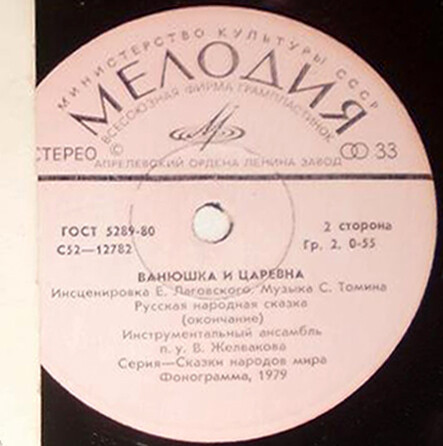 МИНИСТЕРСТВО КУЛЬТУРЫ СССР
МЕЛОДИЯ
ВСЕСОЮЗНАЯ ФИРМА ГРАМПЛАСТИНОК
СТЕРЕО 33
АПРЕЛЕВСКИЙ ОРДЕНА ЛЕНИНА ЗАВОД
ГОСТ 5289-80 2 сторона
С52—12782 Гр. 2. 0-55
ВАНЮШКА И ЦАРЕВНА
Инсценировка Е. Лаговского. Музыка С. Томина
Русская народная сказка
(окончание)
Инструментальный ансамбль
п. у. В. Желвакова
Серия—Сказки народов мира
Фонограмма, 1979